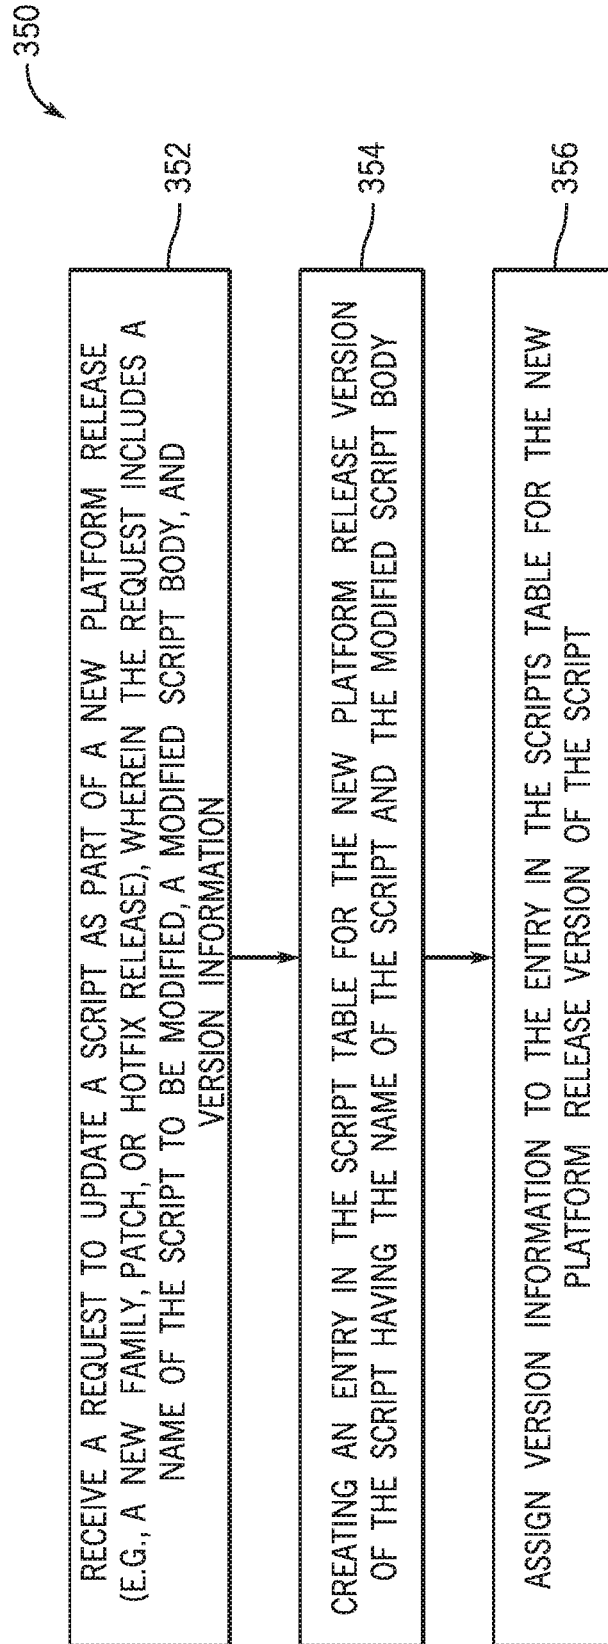 350
RECEIVE A REQUEST TO UPDATE A SCRIPT AS PART OF A NEW PLATFORM RELEASE
(E.G., A NEW FAMILY, PATCH, OR HOTFIX RELEASE), WHEREIN THE REQUEST INCLUDES A
NAME OF THE SCRIPT TO BE MODIFIED, A MODIFIED SCRIPT BODY, AND
VERSION INFORMATION
352
CREATING AN ENTRY IN THE SCRIPT TABLE FOR THE NEW PLATFORM RELEASE VERSION
OF THE SCRIPT HAVING THE NAME OF THE SCRIPT AND THE MODIFIED SCRIPT BODY
354
ASSIGN VERSION INFORMATION TO THE ENTRY IN THE SCRIPTS TABLE FOR THE NEW
PLATFORM RELEASE VERSION OF THE SCRIPT
356